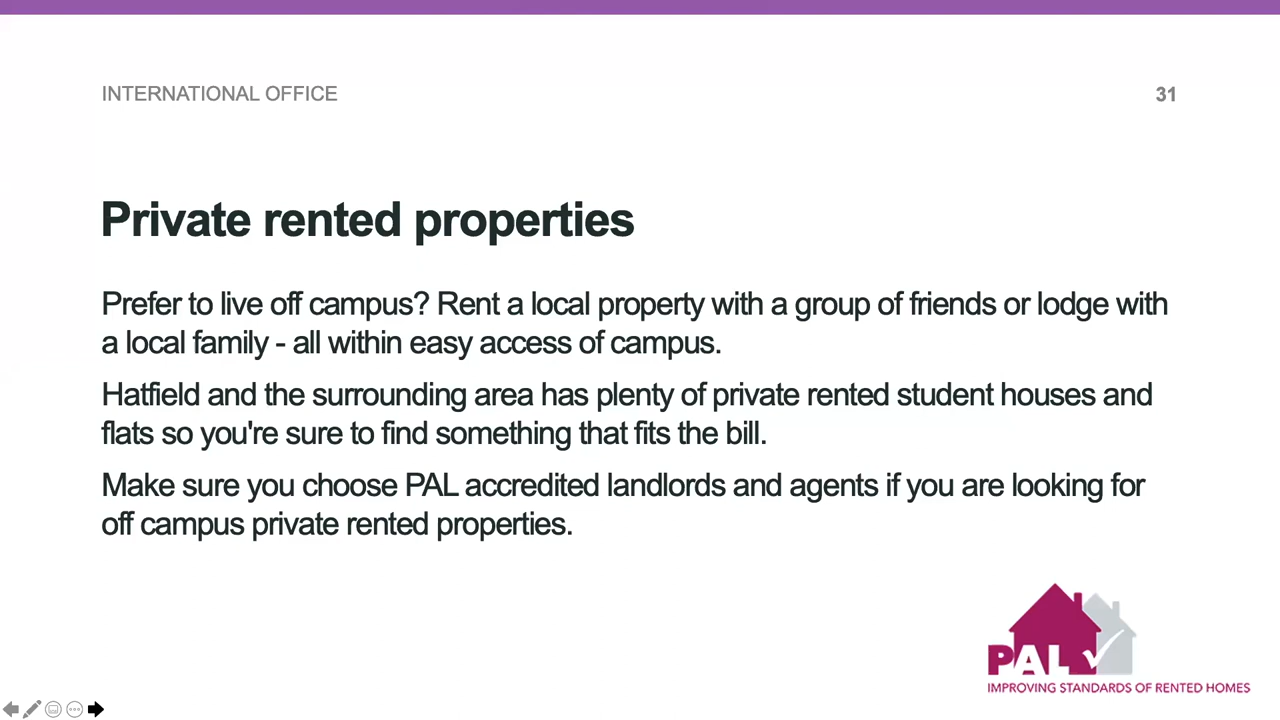 INTERNATIONAL OFFICE
31
Private rented properties
Prefer to live off campus? Rent a local property with a group of friends or lodge with
a local family - all within easy access of campus.
Hatfield and the surrounding area has plenty of private rented student houses and
flats so you're sure to find something that fits the bill.
Make sure you choose PAL accredited landlords and agents if you are looking for
off campus private rented properties.
PAL
IMPROVING STANDARDS OF RENTED HOMES